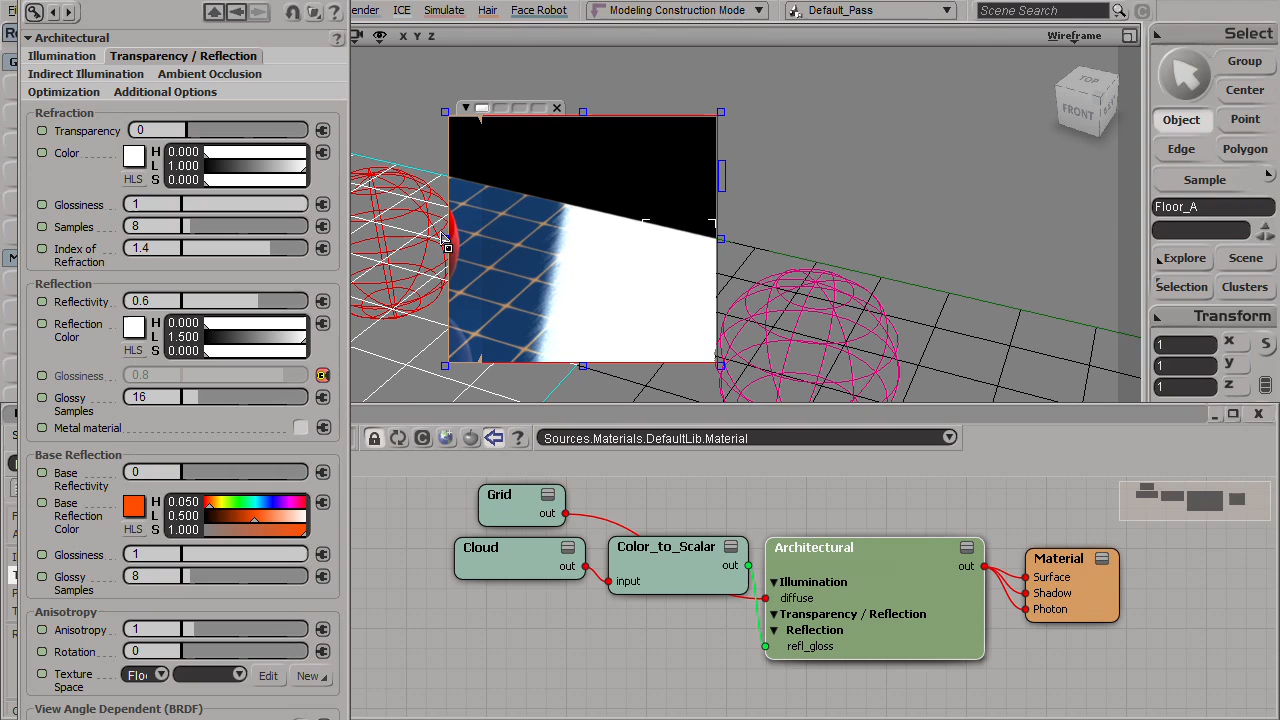 ender ICE Simulate Hair Face Robot Modeling Construction Mode Default_Pass Scene Search
Architectural ?
Illumination Transparency / Reflection
Indirect Illumination Ambient Occlusion
Optimization Additional Options
Refraction
Transparency 0
Color H 0.000
L 1.000
HLS S 0.000
Glossiness 1
Samples 8
Index of Refraction 1.4
Reflection
Reflectivity 0.6
Reflection Color H 0.000
L 1.500
HLS S 0.000
Glossiness 0.8
Glossy Samples 16
Metal material
Base Reflection
Base Reflectivity 0
Base Reflection Color H 0.050
L 0.500
HLS S 1.000
Glossiness 1
Glossy Samples 8
Anisotropy
Anisotropy 1
Rotation 0
Texture Space Floo Edit New
View Angle Dependent (BRDF)
X Y Z Wireframe
TOP
FRONT
Select
Group
Center
Object Point
Edge Polygon
Sample
Floor_A
Explore Scene
Selection Clusters
Transform
1 x S
1 y
1 z
C ? Sources.Materials.DefaultLib.Material
Grid
out
Cloud
out
Color_to_Scalar
out
input
Architectural
out
Illumination
diffuse
Transparency / Reflection
Reflection
refl_gloss
Material
Surface
Shadow
Photon